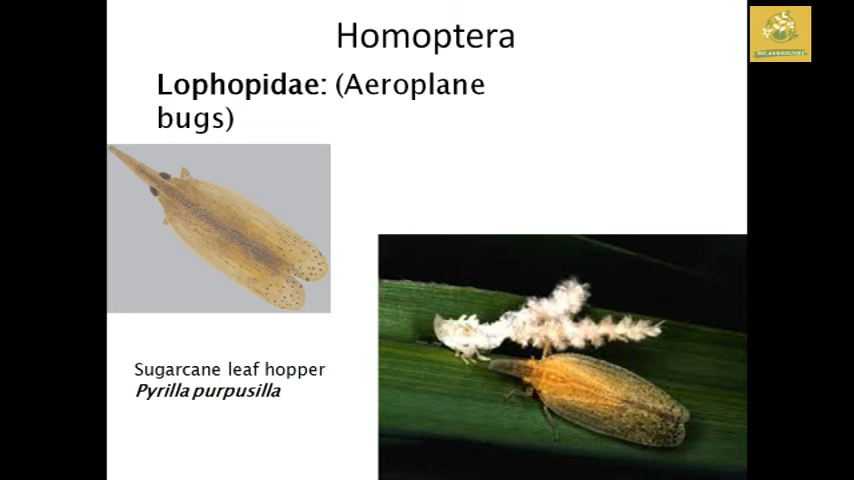 Homoptera
Lophopidae: (Aeroplane
bugs)
Sugarcane leaf hopper
Pyrilla purpusilla